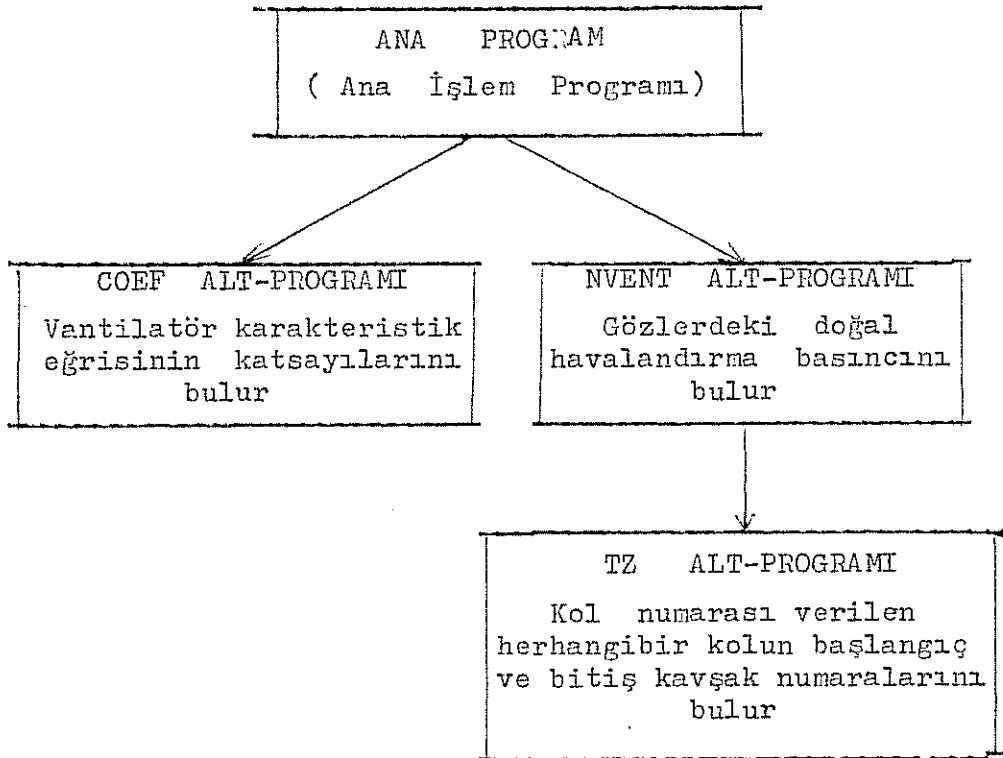 ANA PROGRAM
( Ana İşlem Programı)
COEF ALT-PROGRAMI
Vantilatör karakteristik
eğrisinin katsayılarını
bulur
NVENT ALT-PROGRAMI
Gözlerdeki doğal
havalandırma basıncını
bulur
TZ ALT-PROGRAMI
Kol numarası verilen
herhangibir kolun başlangıç
ve bitiş kavşak numaralarını
bulur